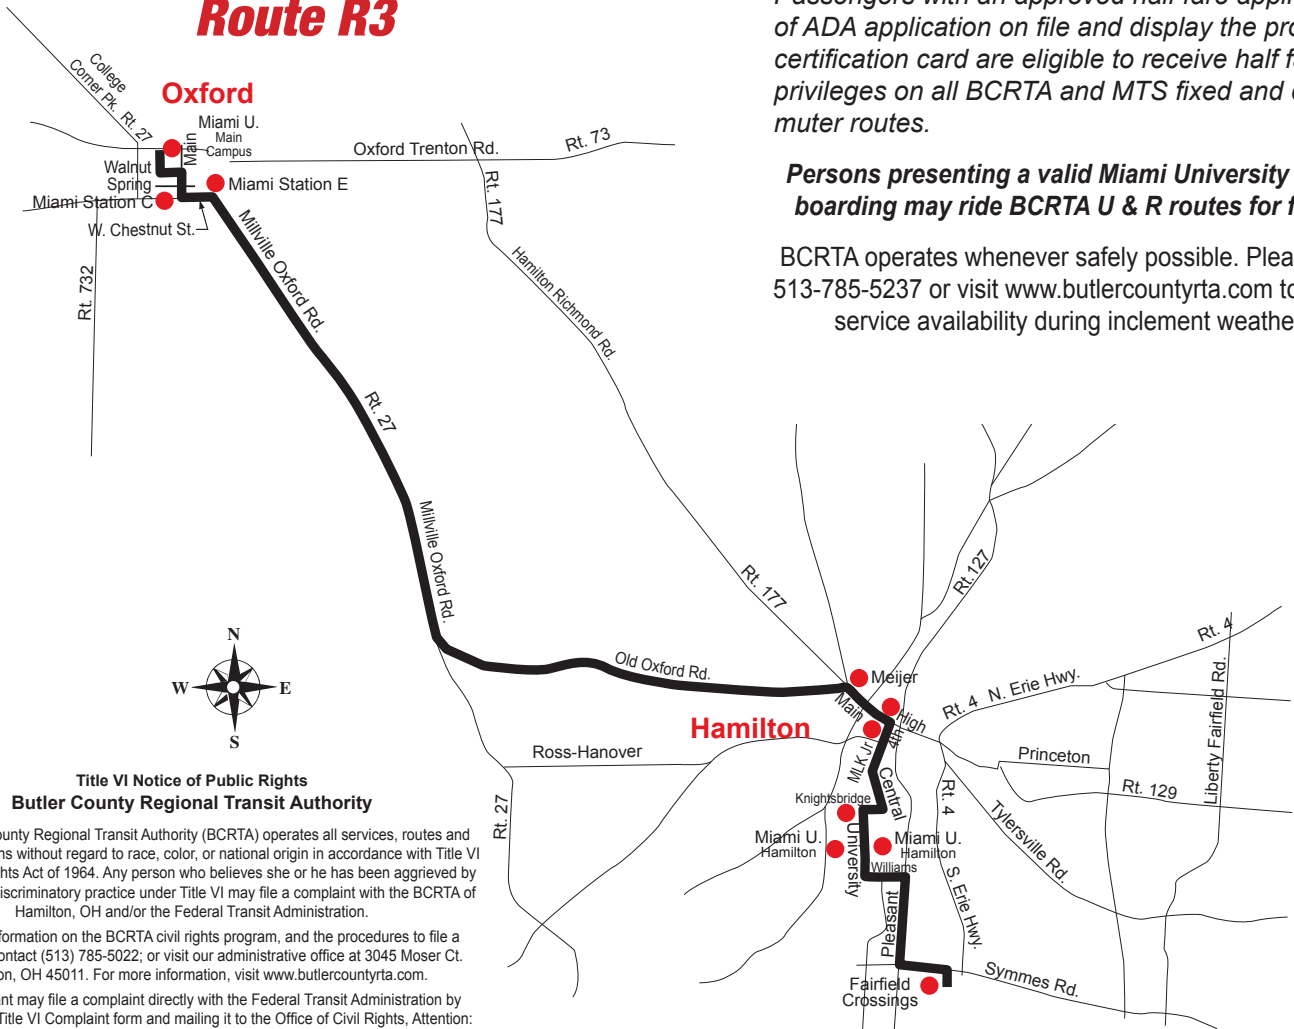 Route R3
Passengers with an approved half fare appli
of ADA application on file and display the pro
certification card are eligible to receive half fa
privileges on all BCRTA and MTS fixed and c
muter routes.
Persons presenting a valid Miami University
boarding may ride BCRTA U & R routes for f
BCRTA operates whenever safely possible. Plea
513-785-5237 or visit www.butlercountyrta.com to
service availability during inclement weathe
College
Corner Pk. Rt. 27
Oxford
Miami U.
Main
Campus
Main
Walnut
Spring
Miami Station E
Miami Station C
W. Chestnut St.
Rt. 732
Oxford Trenton Rd.
Rt. 73
Rt. 177
Hamilton Richmond Rd.
Millville Oxford Rd.
Rt. 27
Millville Oxford Rd.
Rt. 177
Rt. 127
Old Oxford Rd.
Meijer
Main
High
4th
Hamilton
MLK Jr
Central
Rt. 4 N. Erie Hwy.
Rt. 4
Liberty Fairfield Rd.
Princeton
Rt. 129
Rt. 4
Tylersville Rd.
Ross-Hanover
Rt. 27
Knightsbridge
Miami U.
Hamilton
University
Miami U.
Hamilton
Williams
S. Erie Hwy.
Pleasant
Fairfield
Crossings
Symmes Rd.
N
W
E
S
Title VI Notice of Public Rights
Butler County Regional Transit Authority
ounty Regional Transit Authority (BCRTA) operates all services, routes and
ns without regard to race, color, or national origin in accordance with Title VI
hts Act of 1964. Any person who believes she or he has been aggrieved by
iscriminatory practice under Title VI may file a complaint with the BCRTA of
Hamilton, OH and/or the Federal Transit Administration.
formation on the BCRTA civil rights program, and the procedures to file a
ontact (513) 785-5022; or visit our administrative office at 3045 Moser Ct.
on, OH 45011. For more information, visit www.butlercountyrta.com.
ant may file a complaint directly with the Federal Transit Administration by
Title VI Complaint form and mailing it to the Office of Civil Rights, Attention: